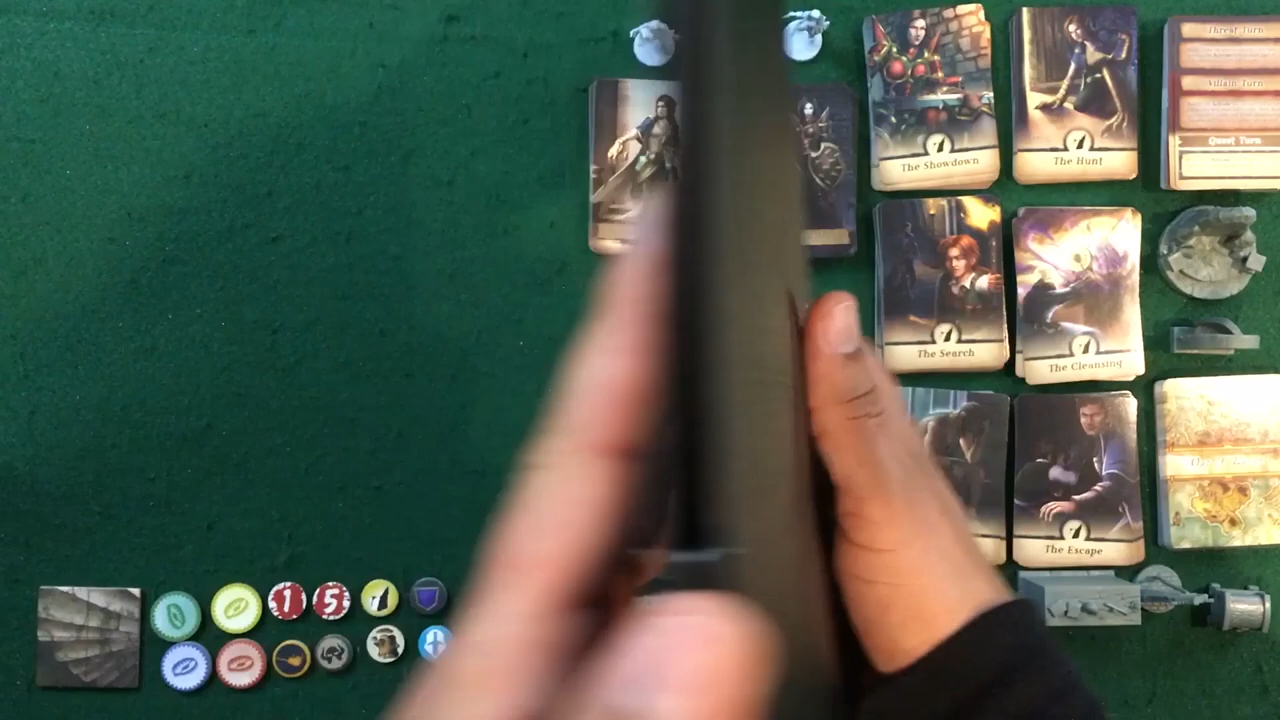 The Showdown
The Hunt
Threat Turn
Villain Turn
Quest Turn
The Search
The Cleansing
The Escape
1
5